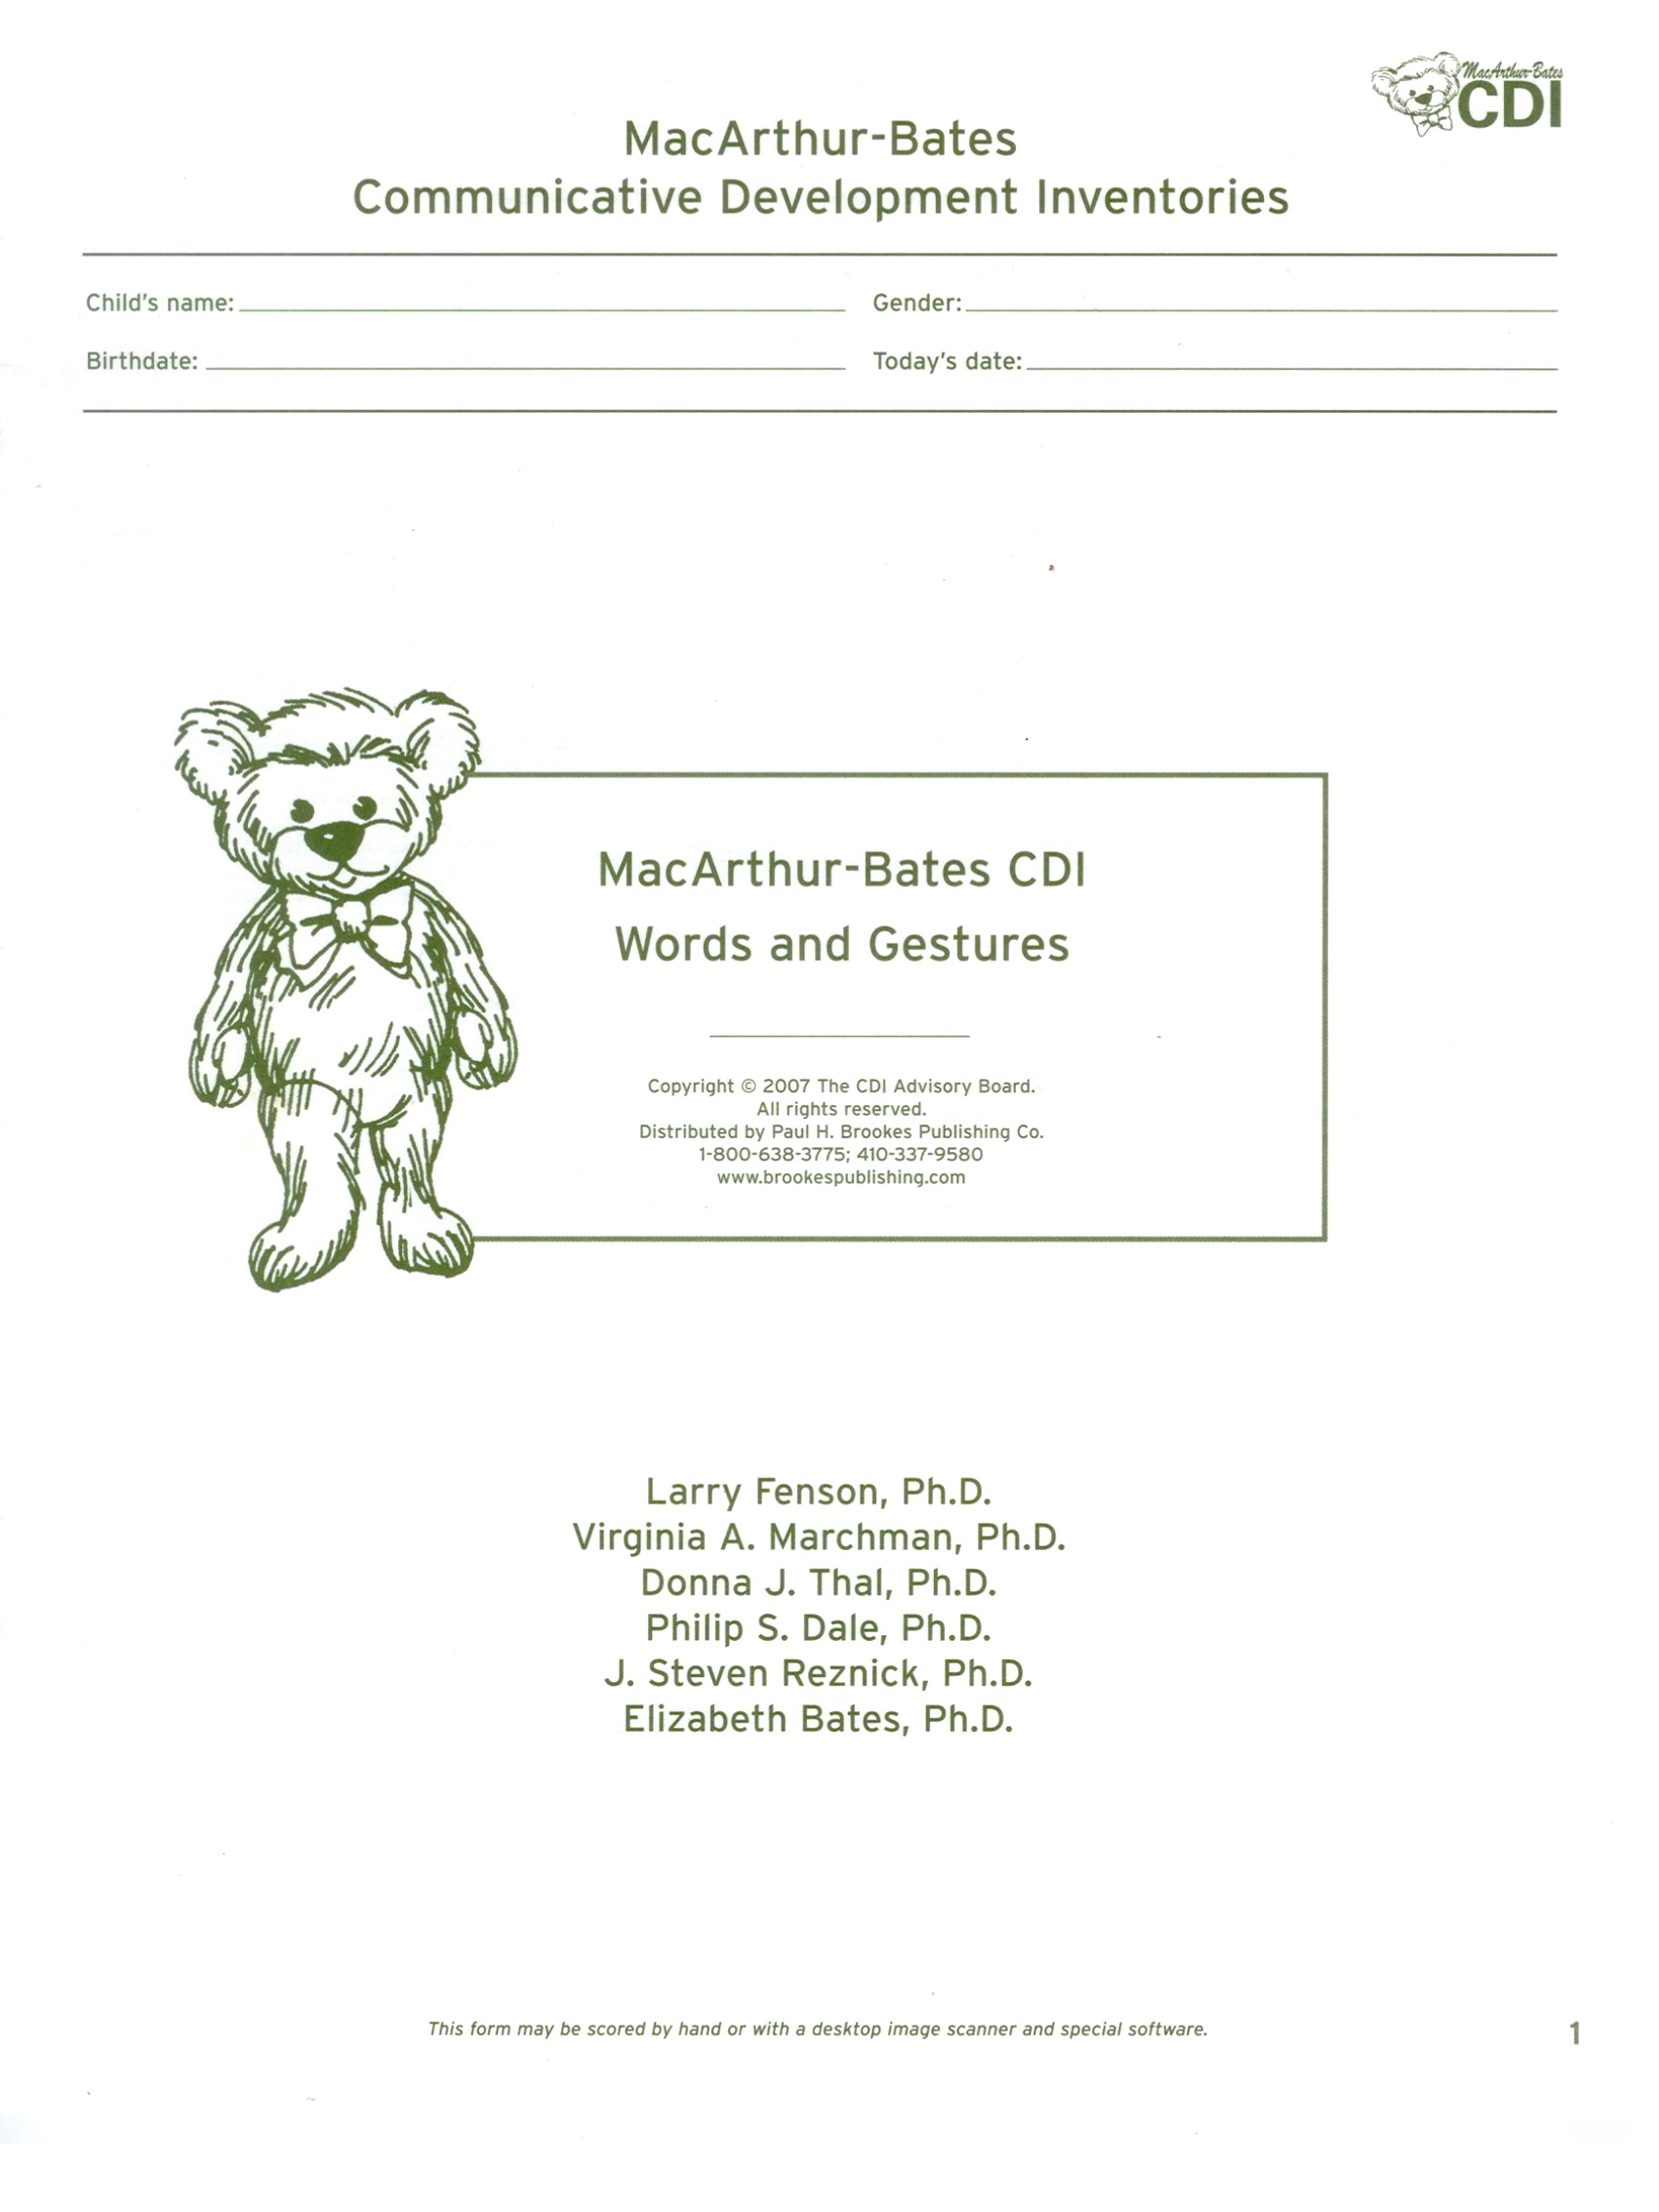 MacArthur-Bates
CDI
MacArthur-Bates
Communicative Development Inventories
Child's name:
Gender:
Birthdate:
Today's date:
MacArthur-Bates CDI
Words and Gestures
Copyright © 2007 The CDI Advisory Board.
All rights reserved.
Distributed by Paul H. Brookes Publishing Co.
1-800-638-3775; 410-337-9580
www.brookespublishing.com
Larry Fenson, Ph.D.
Virginia A. Marchman, Ph.D.
Donna J. Thal, Ph.D.
Philip S. Dale, Ph.D.
J. Steven Reznick, Ph.D.
Elizabeth Bates, Ph.D.
This form may be scored by hand or with a desktop image scanner and special software.
1